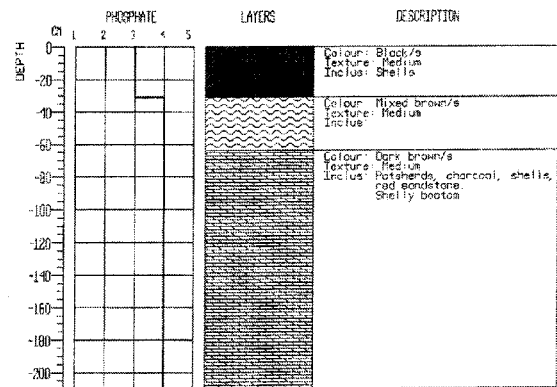 PHOSPHATE LAYERS DESCRIPTION
CM 1 2 3 4 5
DEPTH
0
-20
-40
-60
-80
-100
-120
-140
-160
-180
-200
Colour: Black/s
Texture: Medium
Inclus: Shells
Colour: Mixed brown/s
Texture: Medium
Inclus:
Colour: Dark brown/s
Texture: Medium
Inclus: Potsherds, charcoal, shells,
red sandstone.
Shelly bootom